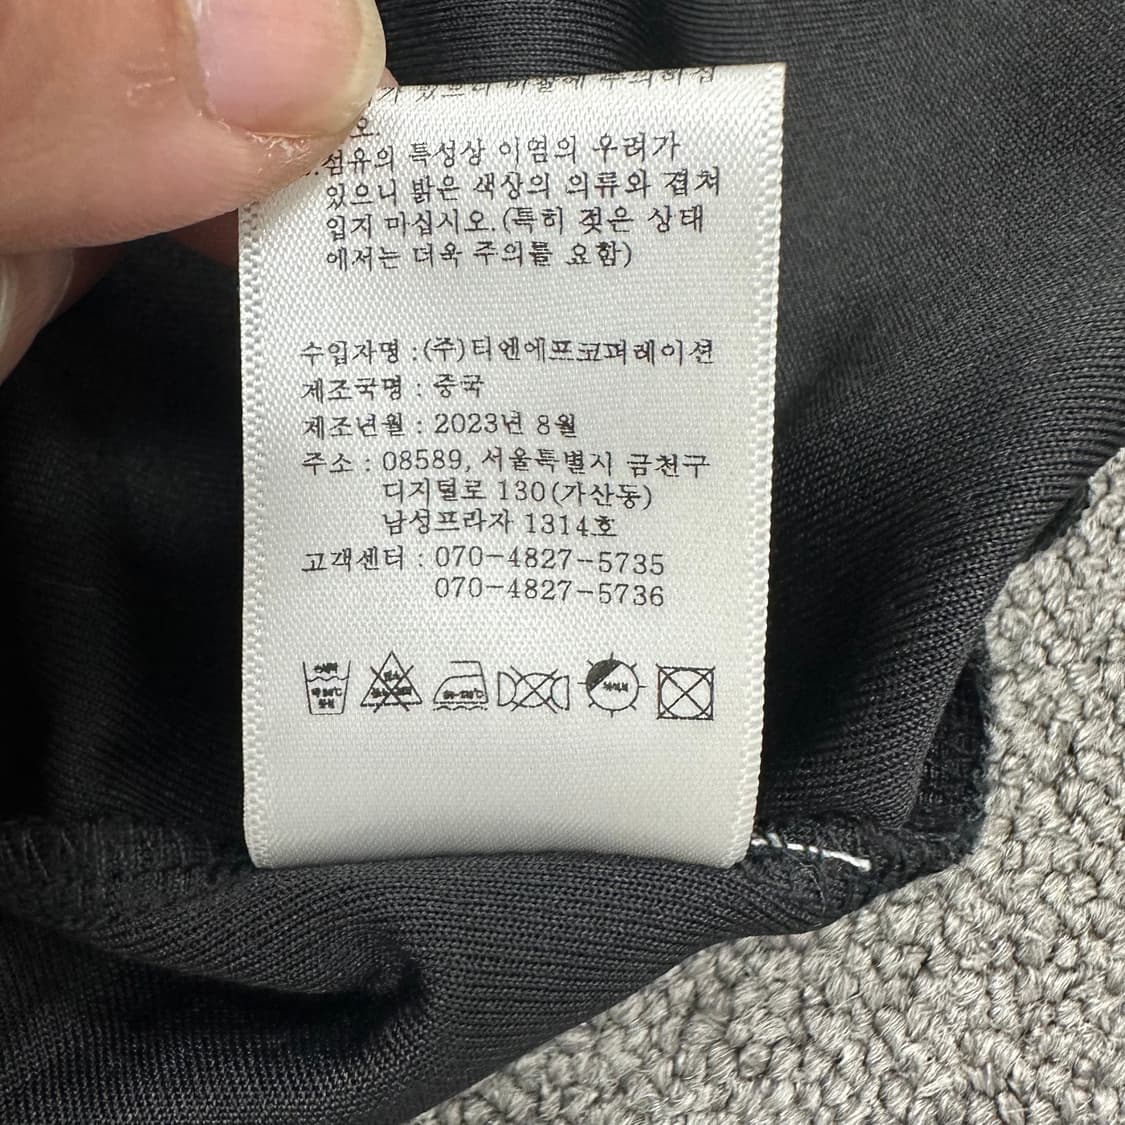 오.
섬유의 특성상 이염의 우려가
있으니 밝은 색상의 의류와 겹쳐
입지 마십시오.(특히 젖은 상태
에서는 더욱 주의를 요함)
수입자명 : (주)티엔에프코퍼레이션
제조국명 : 중국
제조년월 : 2023년 8월
주소 : 08589, 서울특별시 금천구
디지털로 130(가산동)
남성프라자 1314호
고객센터 : 070-4827-5735
070-4827-5736